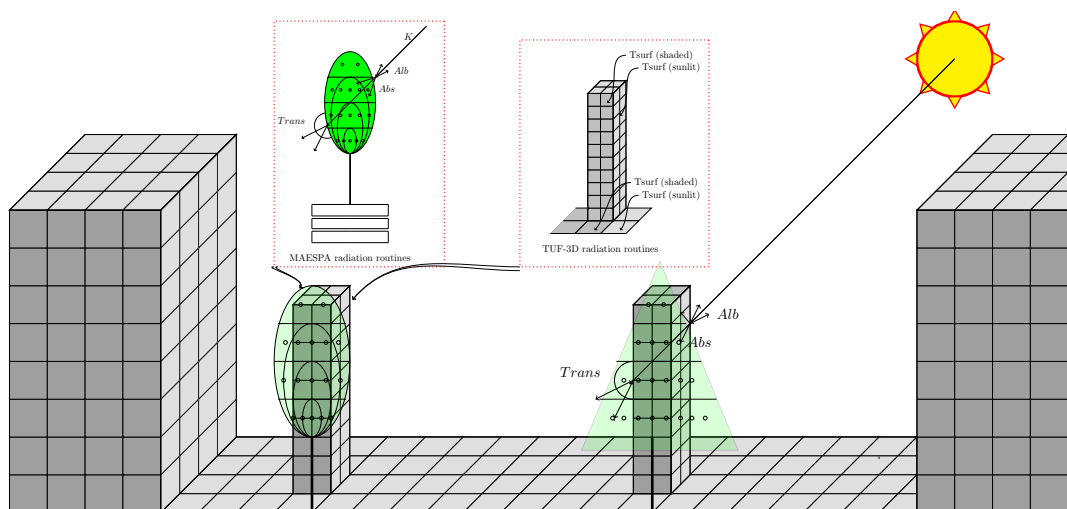 K
Alb
Abs
Trans
MAESPA radiation routines
Tsurf (shaded)
Tsurf (sunlit)
Tsurf (shaded)
Tsurf (sunlit)
TUF-3D radiation routines
Alb
Abs
Trans